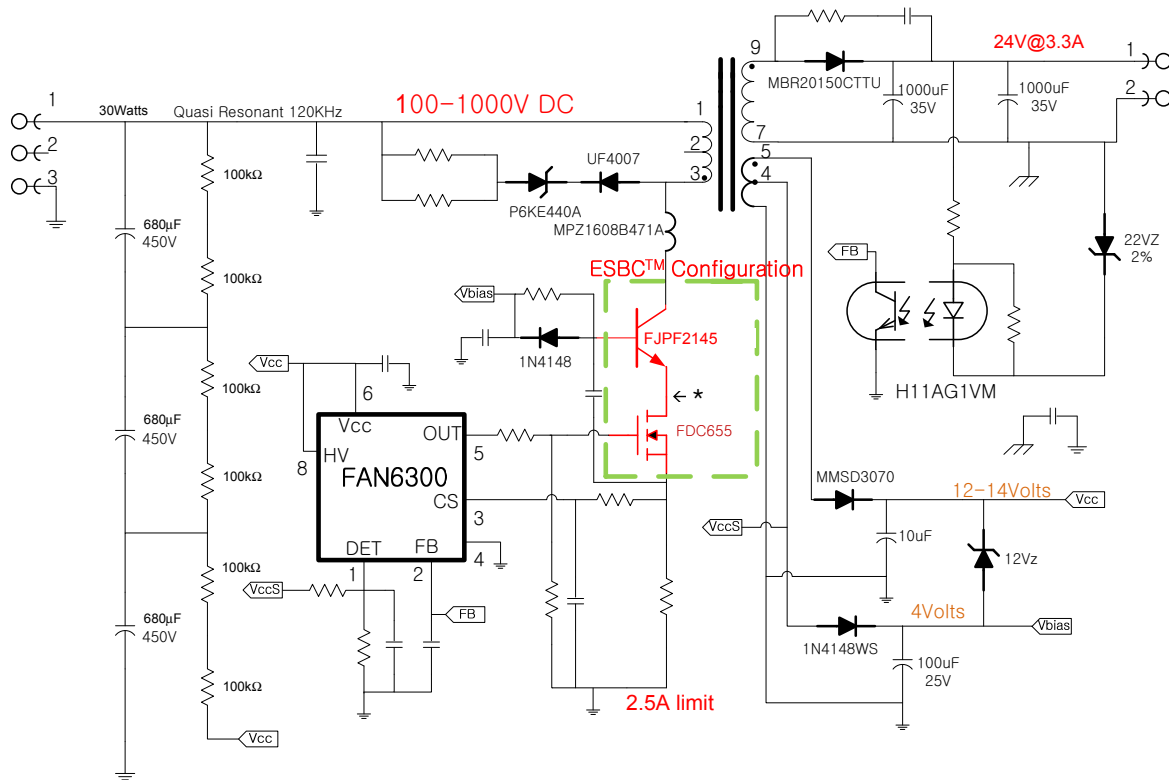 9
24V@3.3A
1
2
MBR20150CTTU
1000uF
35V
1000uF
35V
7
1
2
3
30Watts
Quasi Resonant 120KHz
100-1000V DC
1
2
3
5
4
100kΩ
UF4007
P6KE440A
MPZ1608B471A
680µF
450V
100kΩ
22VZ
2%
FB
H11AG1VM
ESBC™ Configuration
Vbias
1N4148
FJPF2145
← *
FDC655
Vcc
6
Vcc
OUT
5
8
HV
FAN6300
CS
3
4
DET
FB
1
2
100kΩ
680µF
450V
100kΩ
MMSD3070
12-14Volts
Vcc
VccS
10uF
12Vz
100kΩ
VccS
FB
680µF
450V
4Volts
Vbias
1N4148WS
100uF
25V
100kΩ
2.5A limit
Vcc